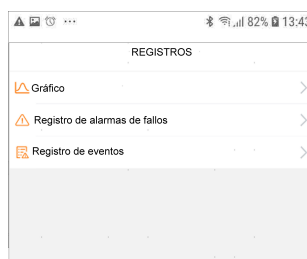 82% 13:43
REGISTROS
Gráfico
Registro de alarmas de fallos
Registro de eventos